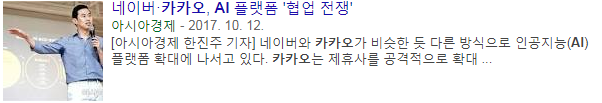 네이버·카카오, AI 플랫폼 '협업 전쟁'
아시아경제 - 2017. 10. 12.
[아시아경제 한진주 기자] 네이버와 카카오가 비슷한 듯 다른 방식으로 인공지능(AI)
플랫폼 확대에 나서고 있다. 카카오는 제휴사를 공격적으로 확대 ...